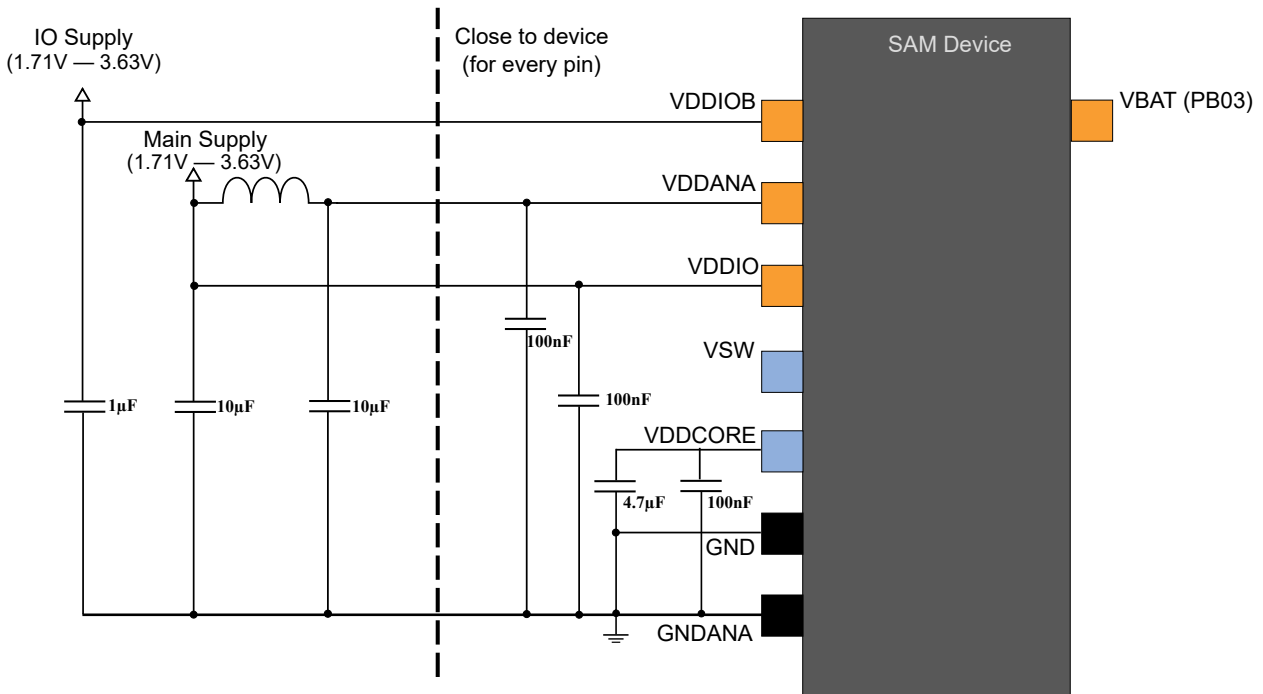 IO Supply
(1.71V — 3.63V)
Close to device
(for every pin)
SAM Device
VDDIOB
VBAT (PB03)
Main Supply
(1.71V — 3.63V)
VDDANA
VDDIO
100nF
VSW
1µF
10µF
10µF
100nF
VDDCORE
4.7µF
100nF
GND
GNDANA